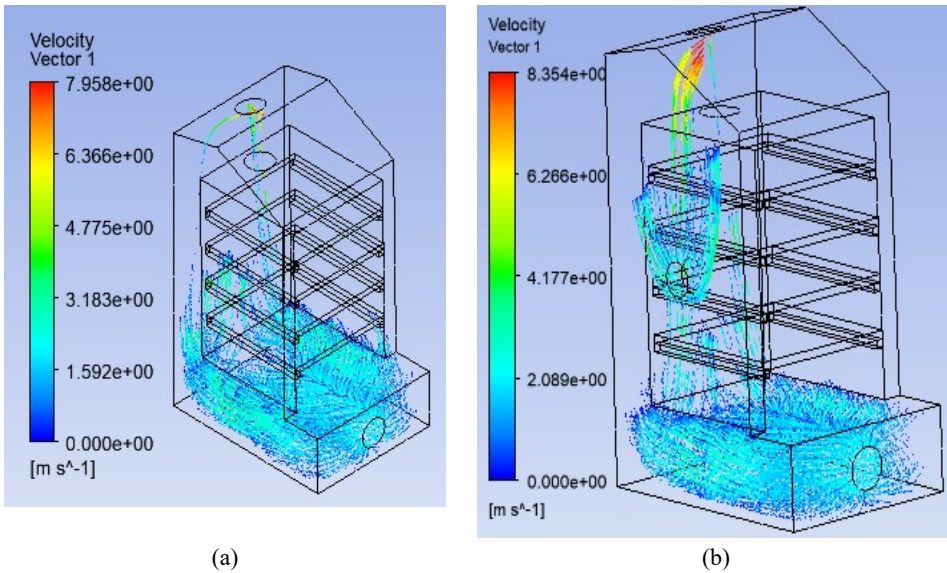 Velocity
Vector 1
7.958e+00
6.366e+00
4.775e+00
3.183e+00
1.592e+00
0.000e+00
[m s^-1]
(a)
Velocity
Vector 1
8.354e+00
6.266e+00
4.177e+00
2.089e+00
0.000e+00
[m s^-1]
(b)